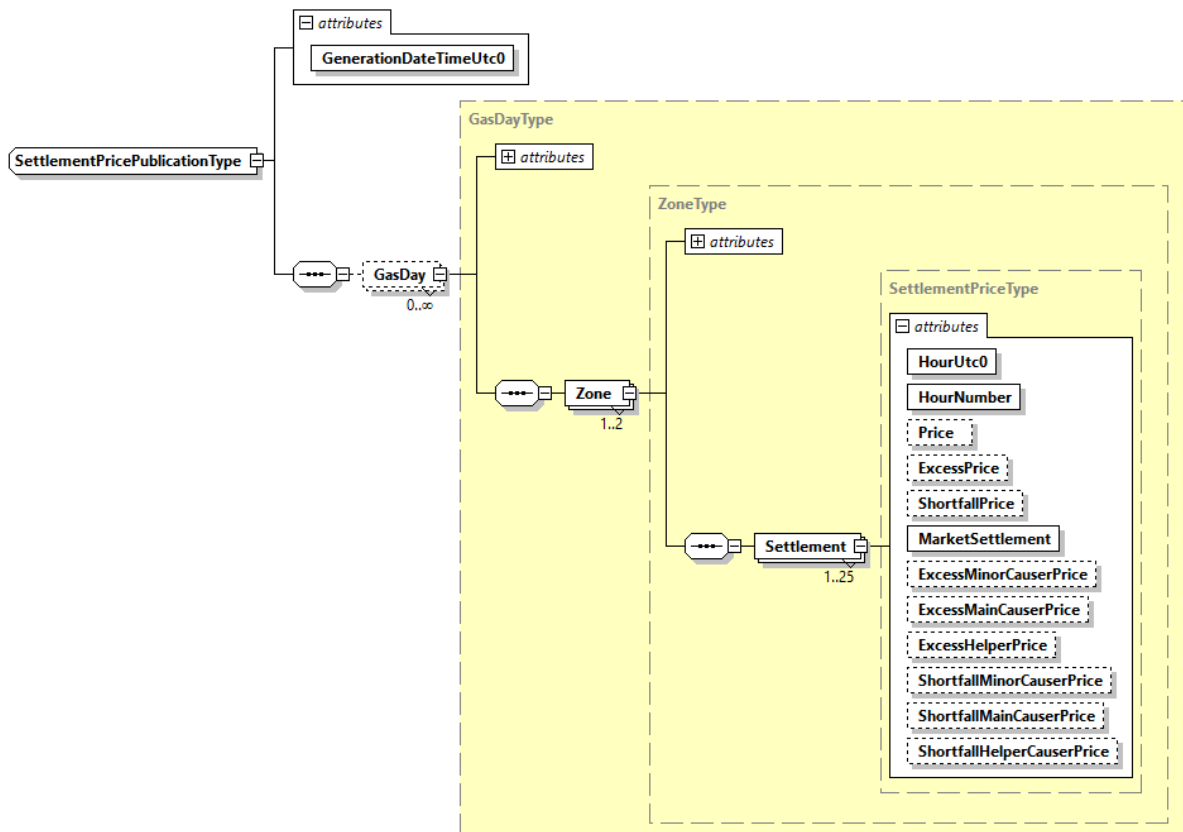 attributes
GenerationDateTimeUtc0
SettlementPricePublicationType
GasDayType
attributes
GasDay
0..∞
ZoneType
attributes
Zone
1..2
SettlementPriceType
attributes
HourUtc0
HourNumber
Price
ExcessPrice
ShortfallPrice
MarketSettlement
ExcessMinorCauserPrice
ExcessMainCauserPrice
ExcessHelperPrice
ShortfallMinorCauserPrice
ShortfallMainCauserPrice
ShortfallHelperCauserPrice
Settlement
1..25